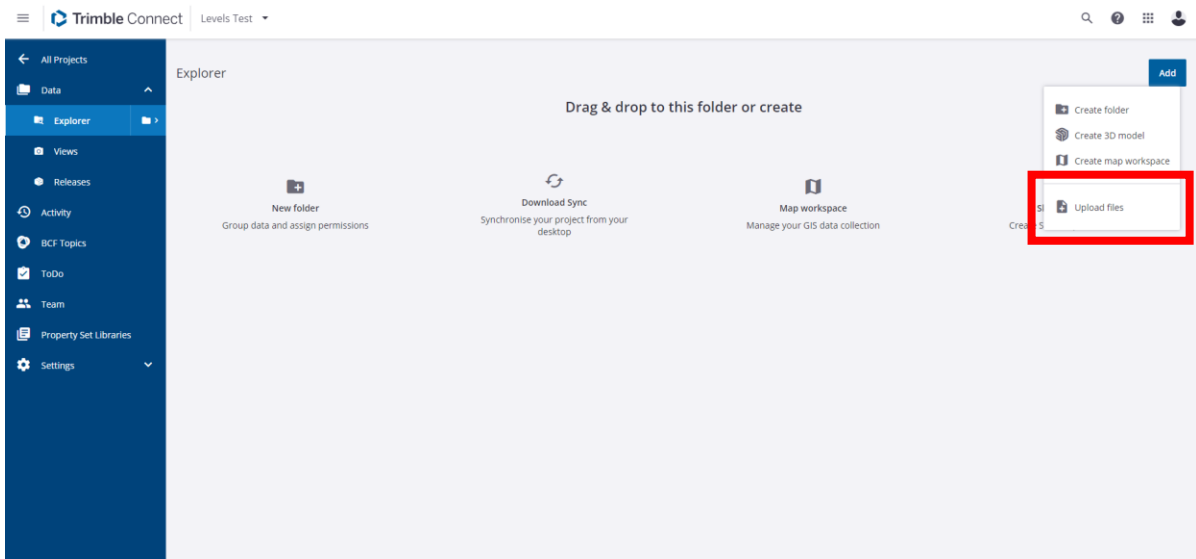 Trimble Connect
Levels Test
All Projects
Data
Explorer
Views
Releases
Activity
BCF Topics
ToDo
Team
Property Set Libraries
Settings
Explorer
Add
Drag & drop to this folder or create
New folder
Group data and assign permissions
Download Sync
Synchronise your project from your
desktop
Map workspace
Manage your GIS data collection
Create folder
Create 3D model
Create map workspace
Upload files